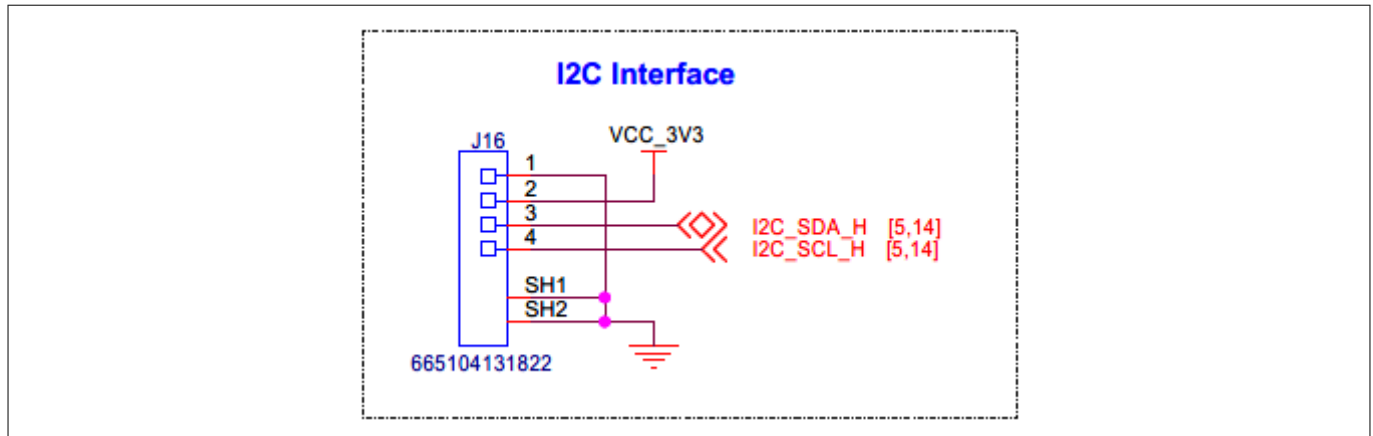 I2C Interface
J16
VCC_3V3
1
2
3
I2C_SDA_H [5,14]
4
I2C_SCL_H [5,14]
SH1
SH2
665104131822